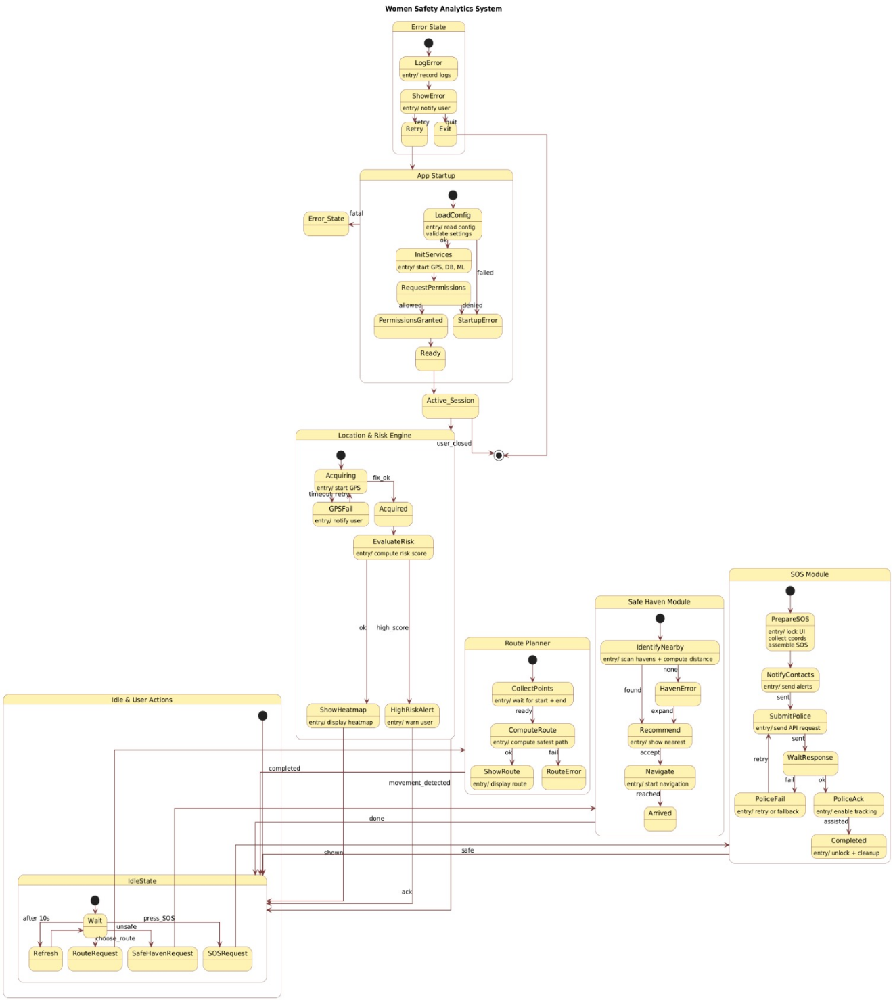 Women Safety Analytics System
Error State
LogError
entry/ record logs
ShowError
entry/ notify user
retry
quit
Retry
Exit
App Startup
LoadConfig
entry/ read config
validate settings
ok
fatal
Error_State
InitServices
entry/ start GPS, DB, ML
failed
RequestPermissions
allowed
denied
PermissionsGranted
StartupError
Ready
Active_Session
user_closed
Location & Risk Engine
Acquiring
entry/ start GPS
fix_ok
timeout
retry
GPSFail
entry/ notify user
Acquired
EvaluateRisk
entry/ compute risk score
ok
high_score
ShowHeatmap
entry/ display heatmap
HighRiskAlert
entry/ warn user
Route Planner
CollectPoints
entry/ wait for start + end
ready
ComputeRoute
entry/ compute safest path
ok
fail
ShowRoute
entry/ display route
RouteError
Safe Haven Module
IdentifyNearby
entry/ scan havens + compute distance
none
found
HavenError
expand
Recommend
entry/ show nearest
accept
Navigate
entry/ start navigation
reached
Arrived
SOS Module
PrepareSOS
entry/ lock UI
collect coords
assemble SOS
NotifyContacts
entry/ send alerts
sent
SubmitPolice
entry/ send API request
sent
retry
WaitResponse
fail
ok
PoliceFail
entry/ retry or fallback
PoliceAck
entry/ enable tracking
assisted
Completed
entry/ unlock + cleanup
Idle & User Actions
completed
movement_detected
done
safe
shown
ack
IdleState
Wait
after 10s
press_SOS
unsafe
choose_route
Refresh
RouteRequest
SafeHavenRequest
SOSRequest